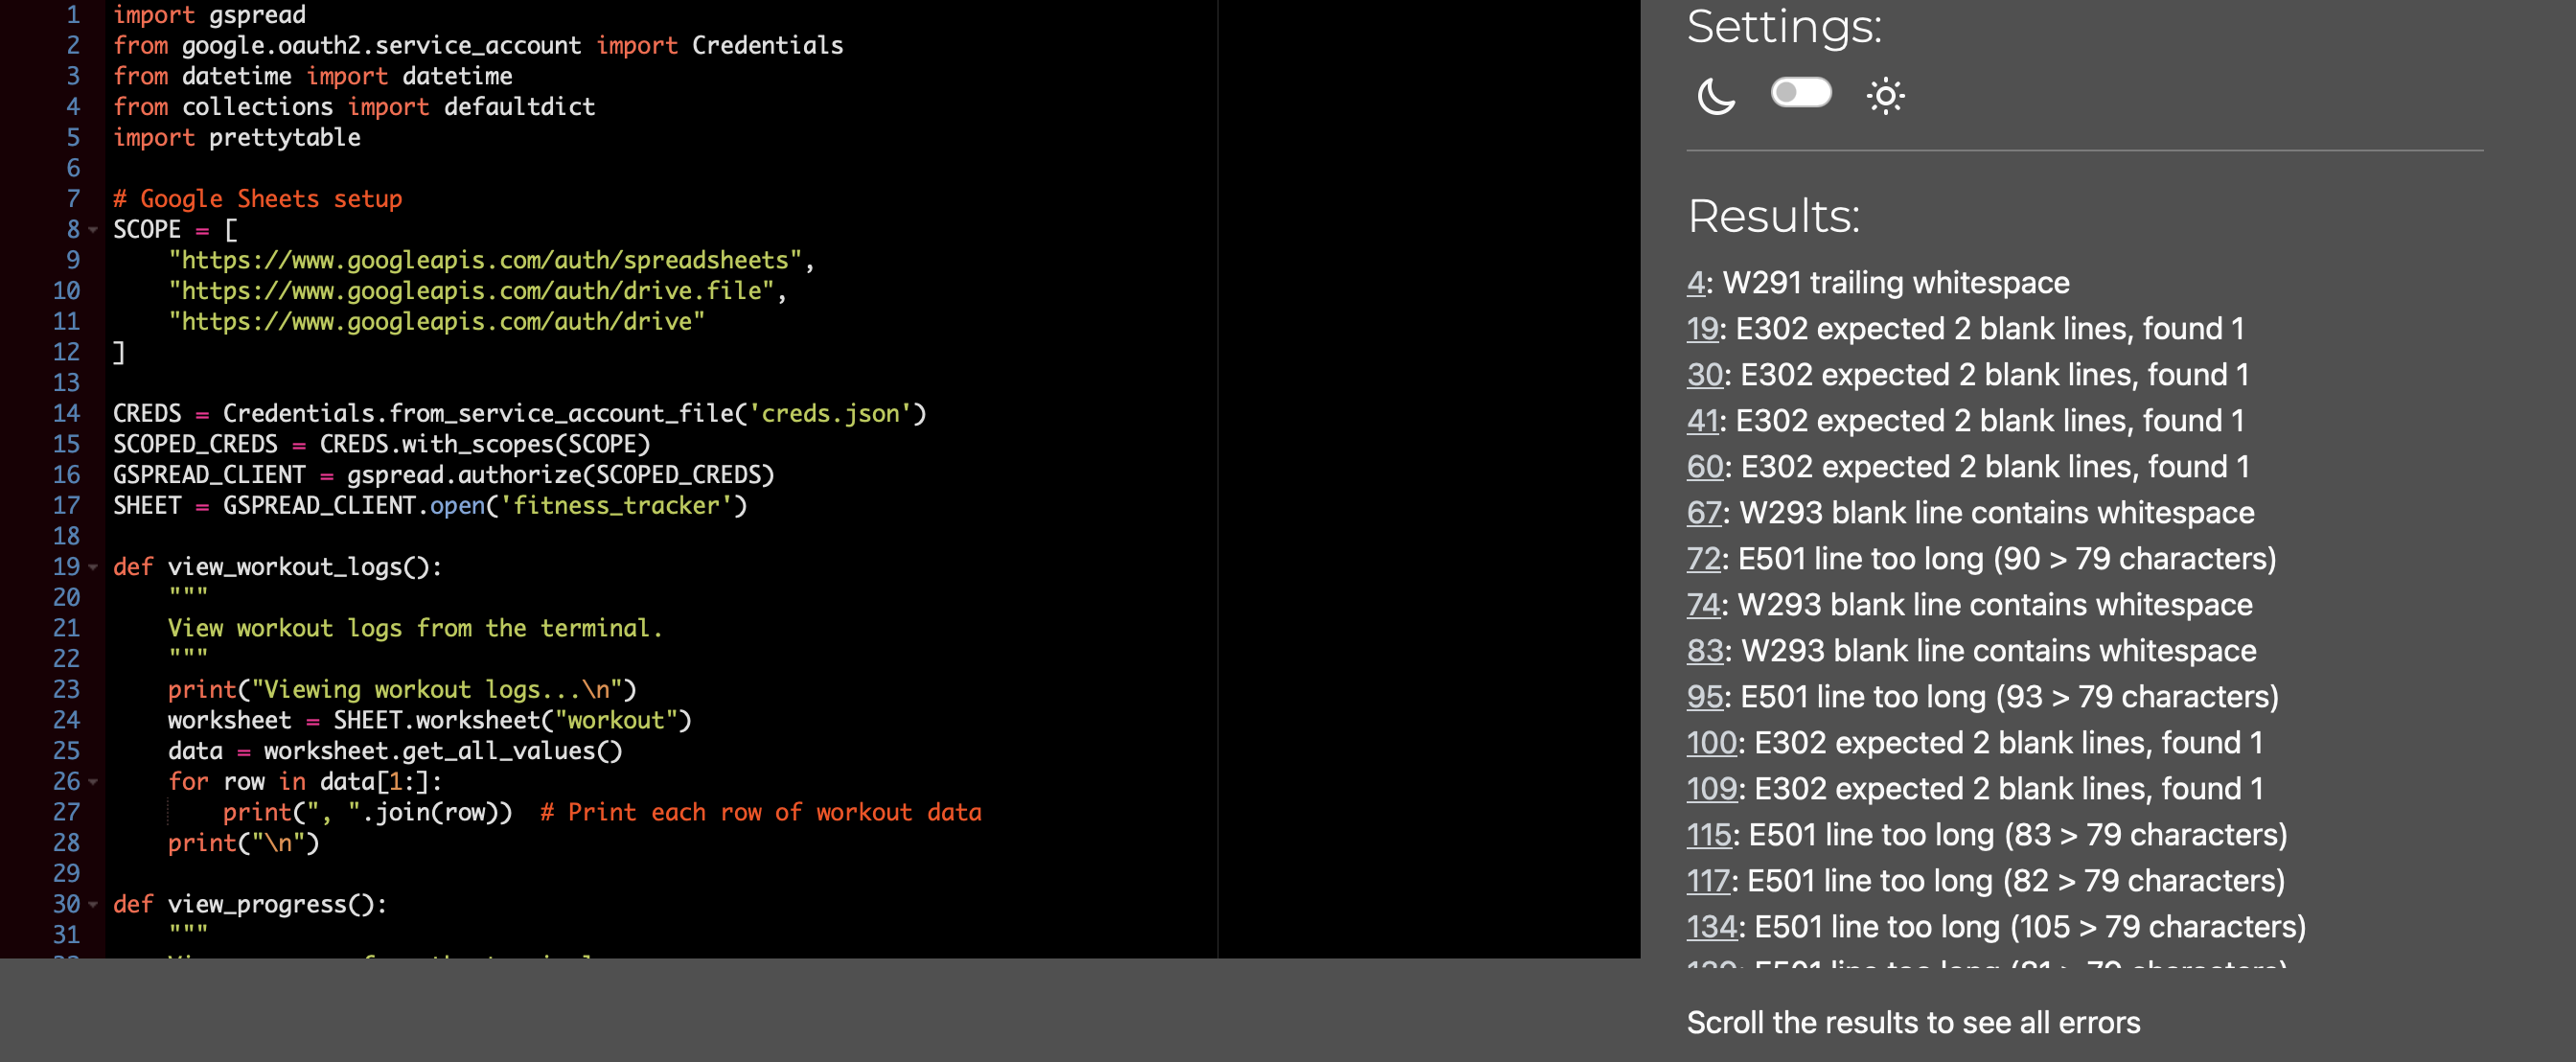 1 import gspread
2 from google.oauth2.service_account import Credentials
3 from datetime import datetime
4 from collections import defaultdict
5 import prettytable
6
7 # Google Sheets setup
8 SCOPE = [
9     "https://www.googleapis.com/auth/spreadsheets",
10     "https://www.googleapis.com/auth/drive.file",
11     "https://www.googleapis.com/auth/drive"
12 ]
13
14 CREDS = Credentials.from_service_account_file('creds.json')
15 SCOPED_CREDS = CREDS.with_scopes(SCOPE)
16 GSPREAD_CLIENT = gspread.authorize(SCOPED_CREDS)
17 SHEET = GSPREAD_CLIENT.open('fitness_tracker')
18
19 def view_workout_logs():
20     """
21     View workout logs from the terminal.
22     """
23     print("Viewing workout logs...\n")
24     worksheet = SHEET.worksheet("workout")
25     data = worksheet.get_all_values()
26     for row in data[1:]:
27         print(", ".join(row))  # Print each row of workout data
28     print("\n")
29
30 def view_progress():
31     """
Settings:
Results:
4: W291 trailing whitespace
19: E302 expected 2 blank lines, found 1
30: E302 expected 2 blank lines, found 1
41: E302 expected 2 blank lines, found 1
60: E302 expected 2 blank lines, found 1
67: W293 blank line contains whitespace
72: E501 line too long (90 > 79 characters)
74: W293 blank line contains whitespace
83: W293 blank line contains whitespace
95: E501 line too long (93 > 79 characters)
100: E302 expected 2 blank lines, found 1
109: E302 expected 2 blank lines, found 1
115: E501 line too long (83 > 79 characters)
117: E501 line too long (82 > 79 characters)
134: E501 line too long (105 > 79 characters)
Scroll the results to see all errors